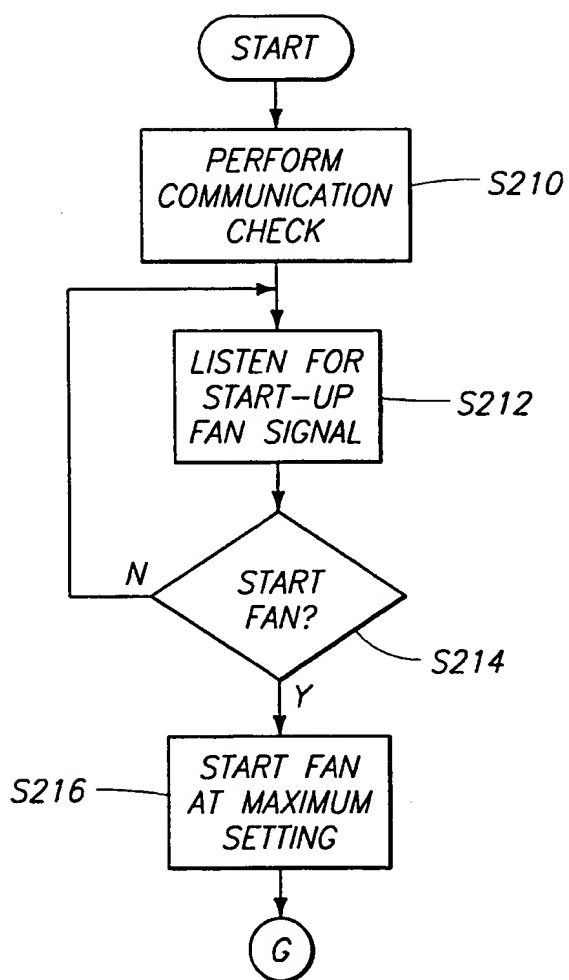 START
PERFORM
COMMUNICATION
CHECK
S210
LISTEN FOR
START-UP
FAN SIGNAL
S212
N
START
FAN?
S214
Y
START FAN
AT MAXIMUM
SETTING
S216
G